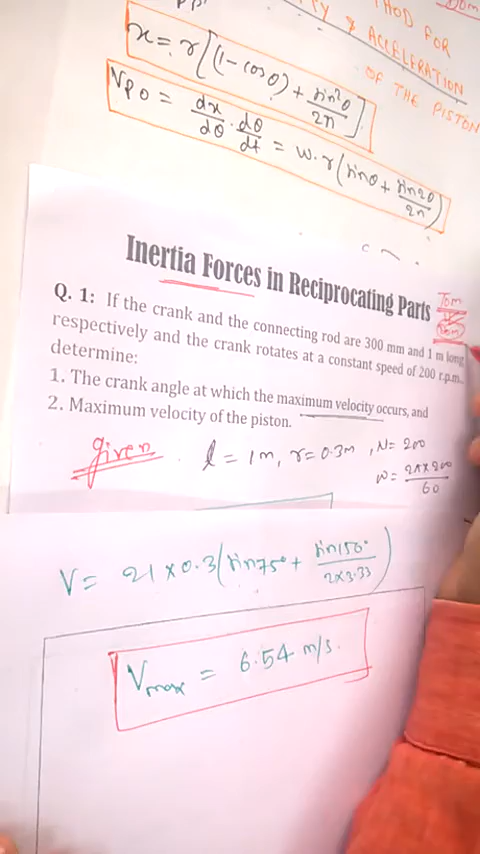 THOD FOR
& ACCELERATION
OF THE PISTON
x = r[(1 - cosθ) + sin²θ/2n]
VPO = dx/dθ . dθ/dt = w.r(sinθ + sin2θ/2n)
Inertia Forces in Reciprocating Parts
Tom
Q. 1: If the crank and the connecting rod are 300 mm and 1 m long
respectively and the crank rotates at a constant speed of 200 r.p.m.
determine:
1. The crank angle at which the maximum velocity occurs, and
2. Maximum velocity of the piston.
given l = 1m, r = 0.3m , N = 200
w = 2π×200/60
V = 21×0.3(sin75° + sin150°/2×3.33)
Vmax = 6.54 m/s.